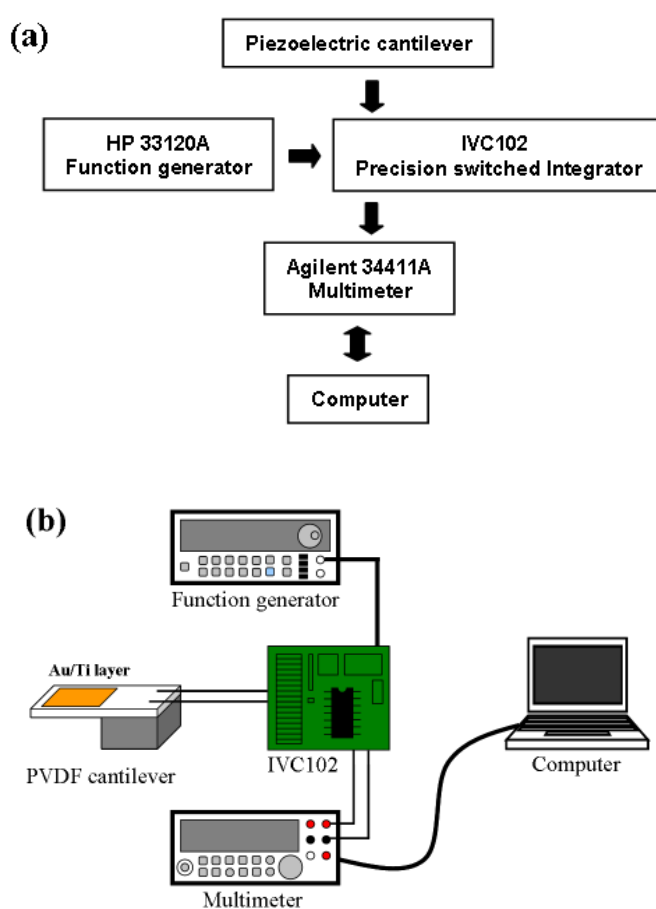 (a)
Piezoelectric cantilever
HP 33120A
Function generator
IVC102
Precision switched Integrator
Agilent 34411A
Multimeter
Computer
(b)
Function generator
Au/Ti layer
PVDF cantilever
IVC102
Computer
Multimeter